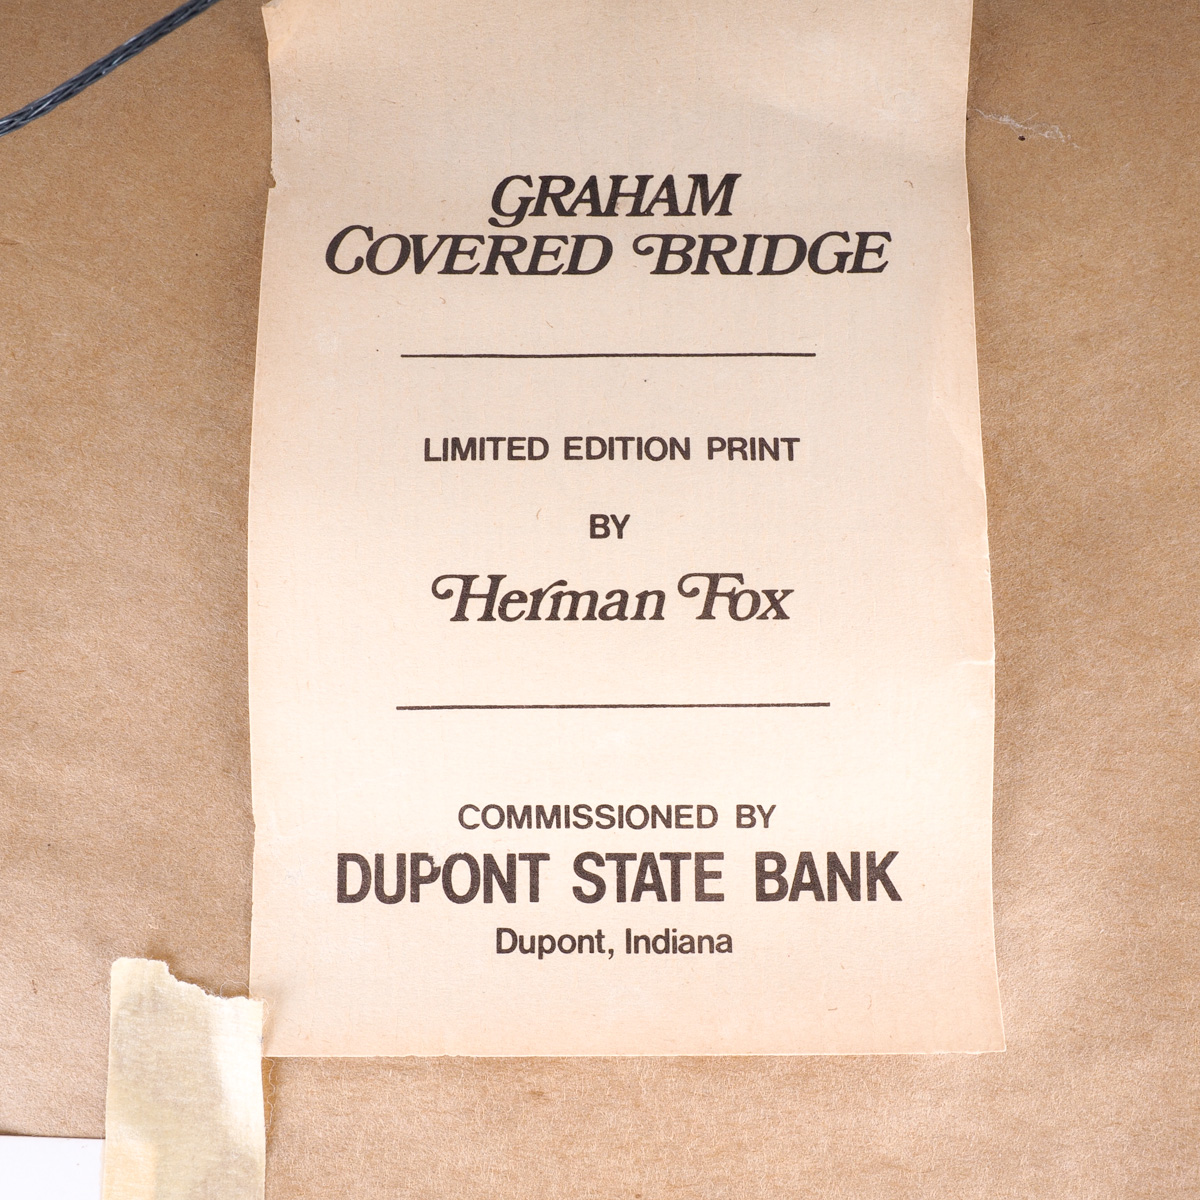 GRAHAM
COVERED BRIDGE
LIMITED EDITION PRINT
BY
Herman Fox
COMMISSIONED BY
DUPONT STATE BANK
Dupont, Indiana